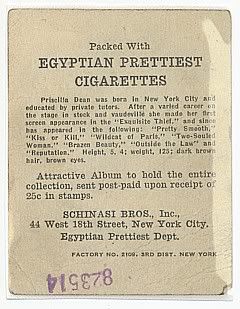 Packed With
EGYPTIAN PRETTIEST
CIGARETTES
Priscilla Dean was born in New York City and
educated by private tutors. After a varied career on
the stage in stock and vaudeville she made her first
screen appearance in the "Exquisite Thief," and since
has appeared in the following: "Pretty Smooth,"
"Kiss or Kill," "Wildcat of Paris," "Two-Souled
Woman," "Brazen Beauty," "Outside the Law" and
"Reputation." Height, 5, 4; weight, 125; dark brown
hair, brown eyes.
Attractive Album to hold the entire
collection, sent post-paid upon receipt of
25c in stamps.
SCHINASI BROS., Inc.,
44 West 18th Street, New York City.
Egyptian Prettiest Dept.
FACTORY NO. 2109. 3RD DIST. NEW YORK
823514